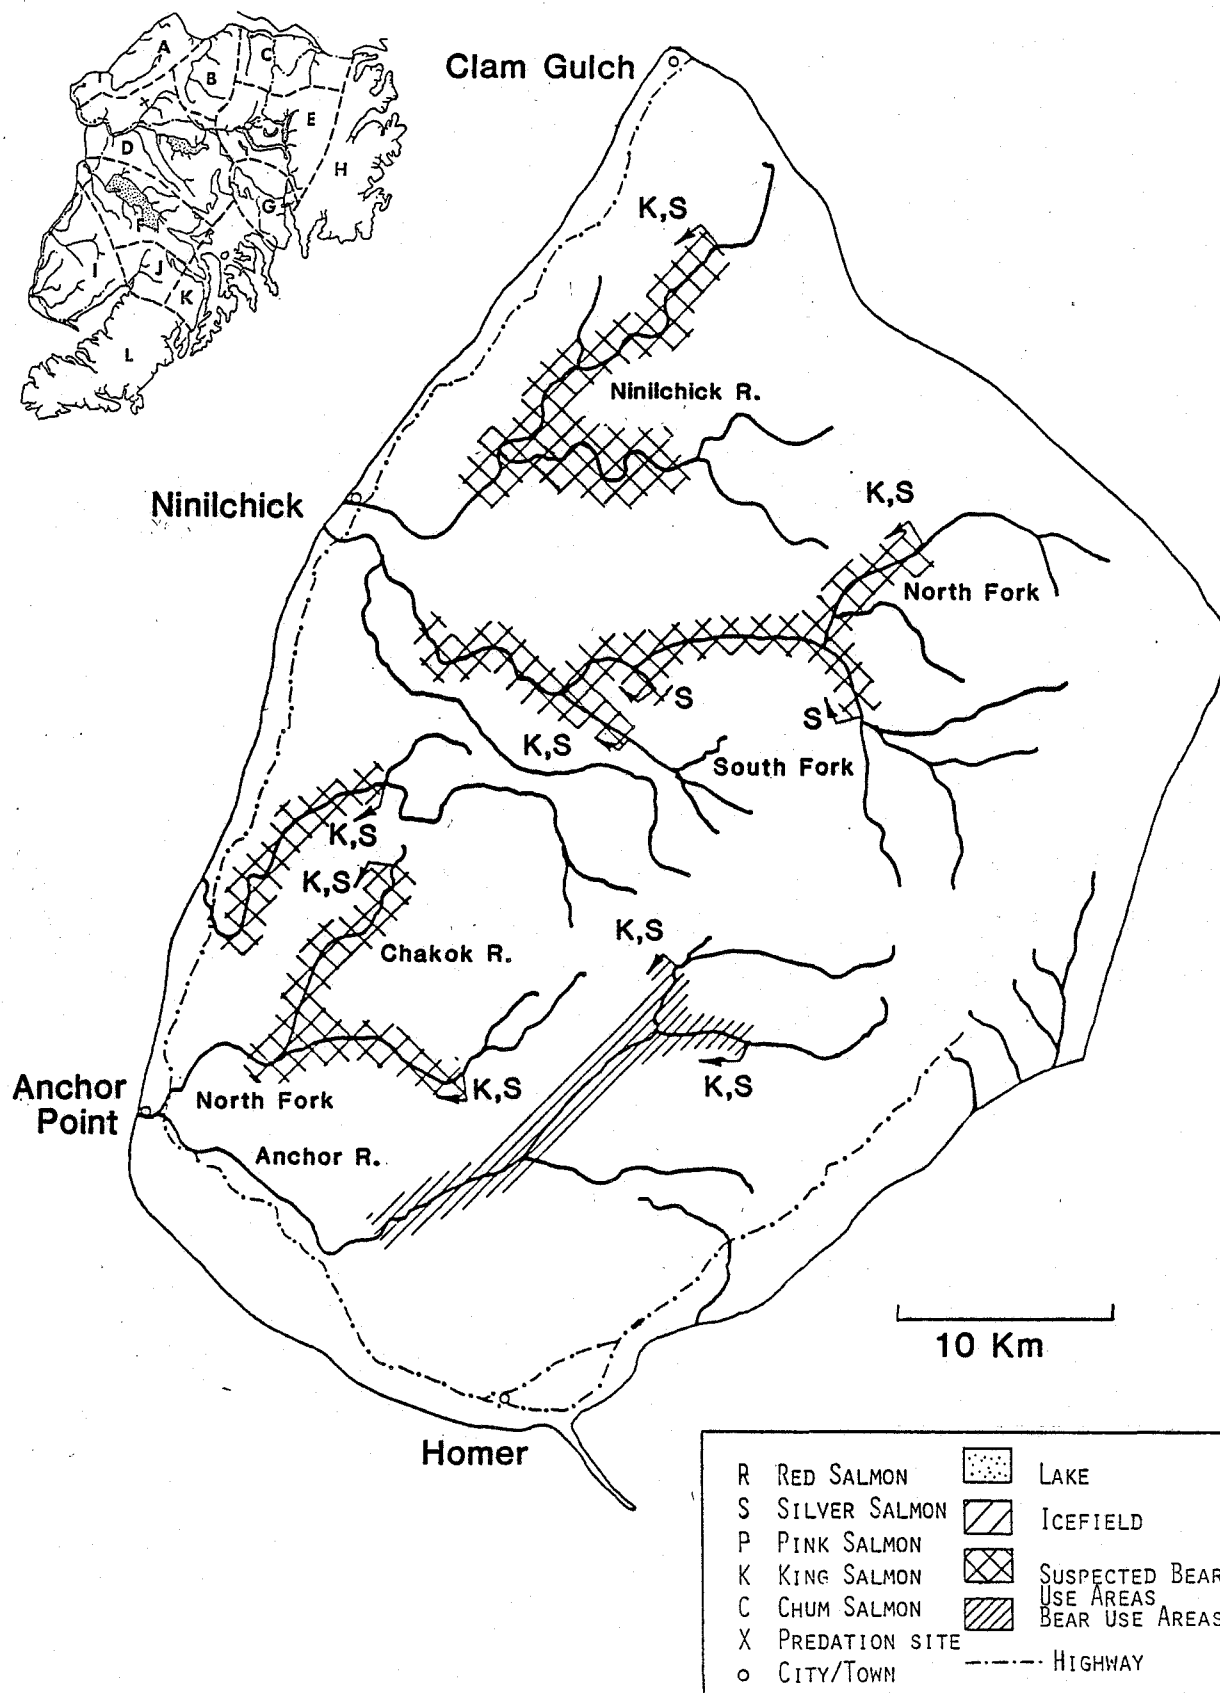 A
B
C
D
E
F
G
H
I
J
K
L
Clam Gulch
K,S
Ninilchick R.
Ninilchick
K,S
North Fork
S
S
K,S
South Fork
K,S
K,S
K,S
Chakok R.
K,S
K,S
Anchor
Point
North Fork
Anchor R.
10 Km
Homer
R RED SALMON
S SILVER SALMON
P PINK SALMON
K KING SALMON
C CHUM SALMON
X PREDATION SITE
o CITY/TOWN
LAKE
ICEFIELD
SUSPECTED BEAR
USE AREAS
BEAR USE AREAS
HIGHWAY